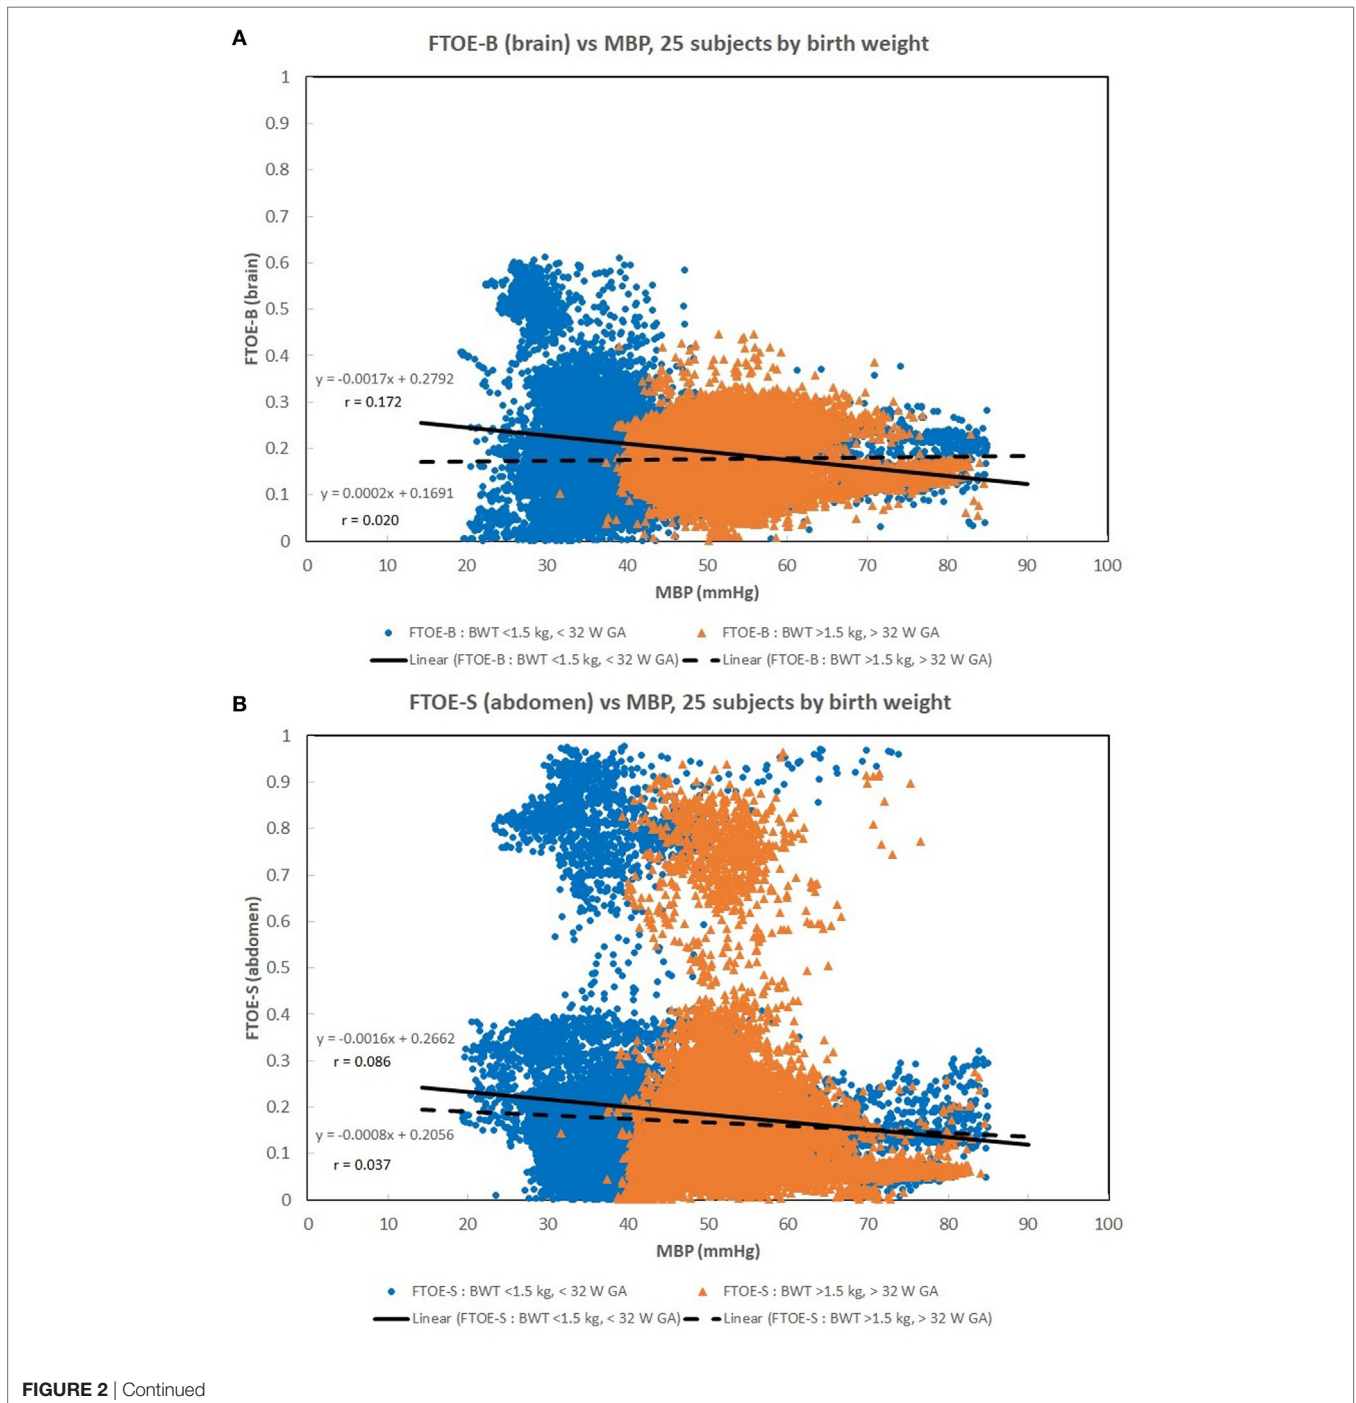 A
FTOE-B (brain) vs MBP, 25 subjects by birth weight
1
0.9
0.8
0.7
0.6
0.5
0.4
0.3
0.2
0.1
0
FTOE-B (brain)
y = -0.0017x + 0.2792
r = 0.172
y = 0.0002x + 0.1691
r = 0.020
0 10 20 30 40 50 60 70 80 90 100
MBP (mmHg)
FTOE-B : BWT <1.5 kg, < 32 W GA FTOE-B : BWT >1.5 kg, > 32 W GA
Linear (FTOE-B : BWT <1.5 kg, < 32 W GA) Linear (FTOE-B : BWT >1.5 kg, > 32 W GA)
B
FTOE-S (abdomen) vs MBP, 25 subjects by birth weight
1
0.9
0.8
0.7
0.6
0.5
0.4
0.3
0.2
0.1
0
FTOE-S (abdomen)
y = -0.0016x + 0.2662
r = 0.086
y = -0.0008x + 0.2056
r = 0.037
0 10 20 30 40 50 60 70 80 90 100
MBP (mmHg)
FTOE-S : BWT <1.5 kg, < 32 W GA FTOE-S : BWT >1.5 kg, > 32 W GA
Linear (FTOE-S : BWT <1.5 kg, < 32 W GA) Linear (FTOE-S : BWT >1.5 kg, > 32 W GA)
FIGURE 2 | Continued